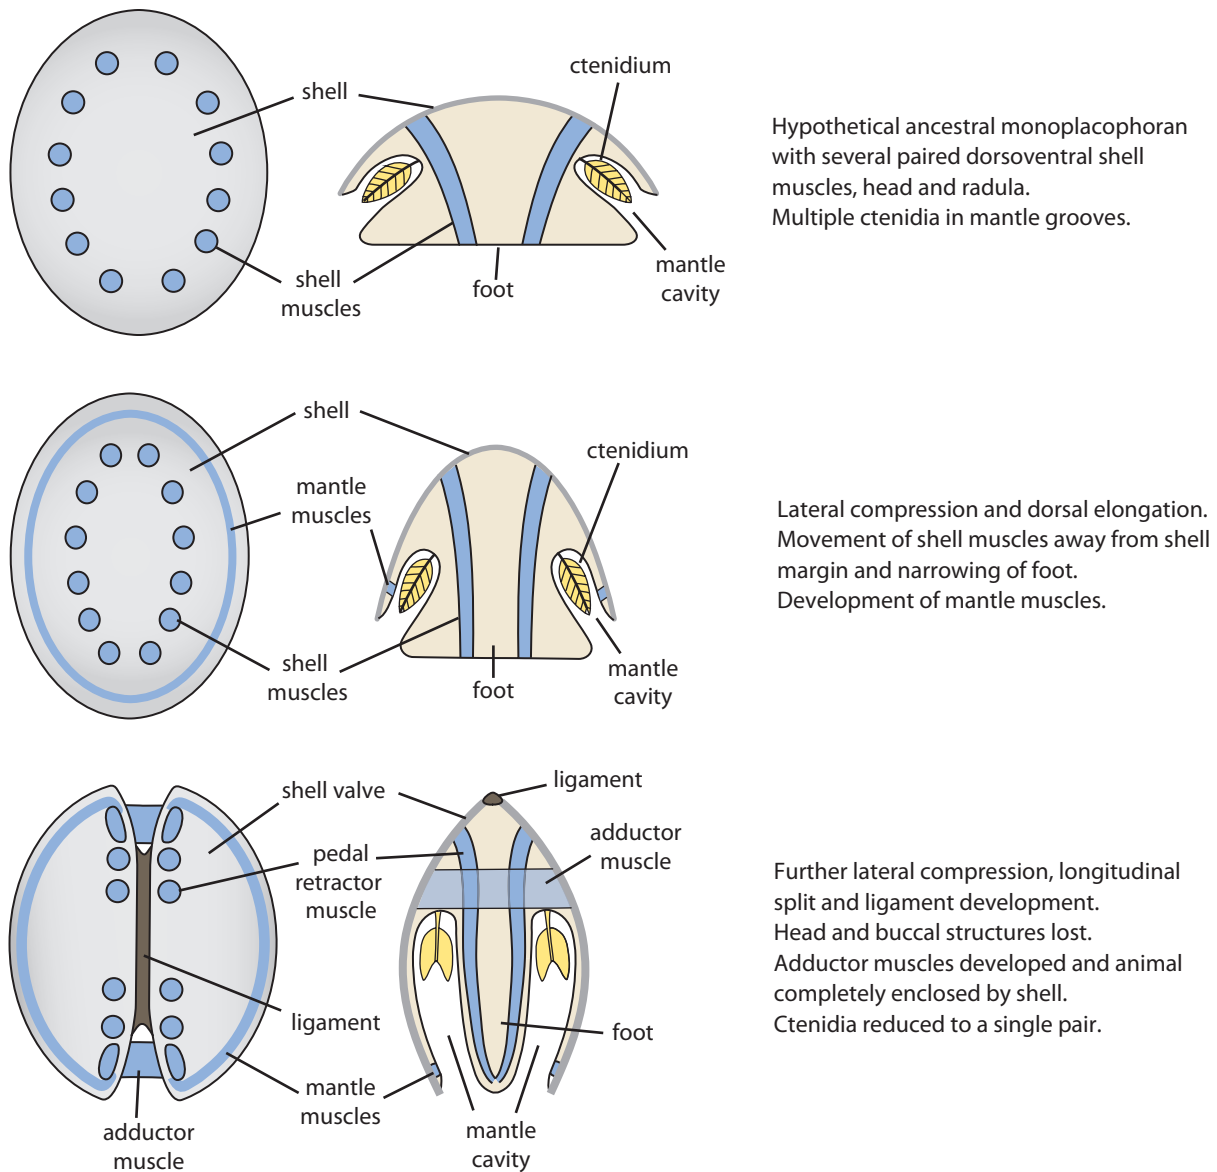 ctenidium
shell
shell
muscles
foot
mantle
cavity
Hypothetical ancestral monoplacophoran
with several paired dorsoventral shell
muscles, head and radula.
Multiple ctenidia in mantle grooves.
shell
ctenidium
mantle
muscles
shell
muscles
foot
mantle
cavity
Lateral compression and dorsal elongation.
Movement of shell muscles away from shell
margin and narrowing of foot.
Development of mantle muscles.
shell valve
ligament
adductor
muscle
pedal
retractor
muscle
ligament
foot
mantle
muscles
adductor
muscle
mantle
cavity
Further lateral compression, longitudinal
split and ligament development.
Head and buccal structures lost.
Adductor muscles developed and animal
completely enclosed by shell.
Ctenidia reduced to a single pair.